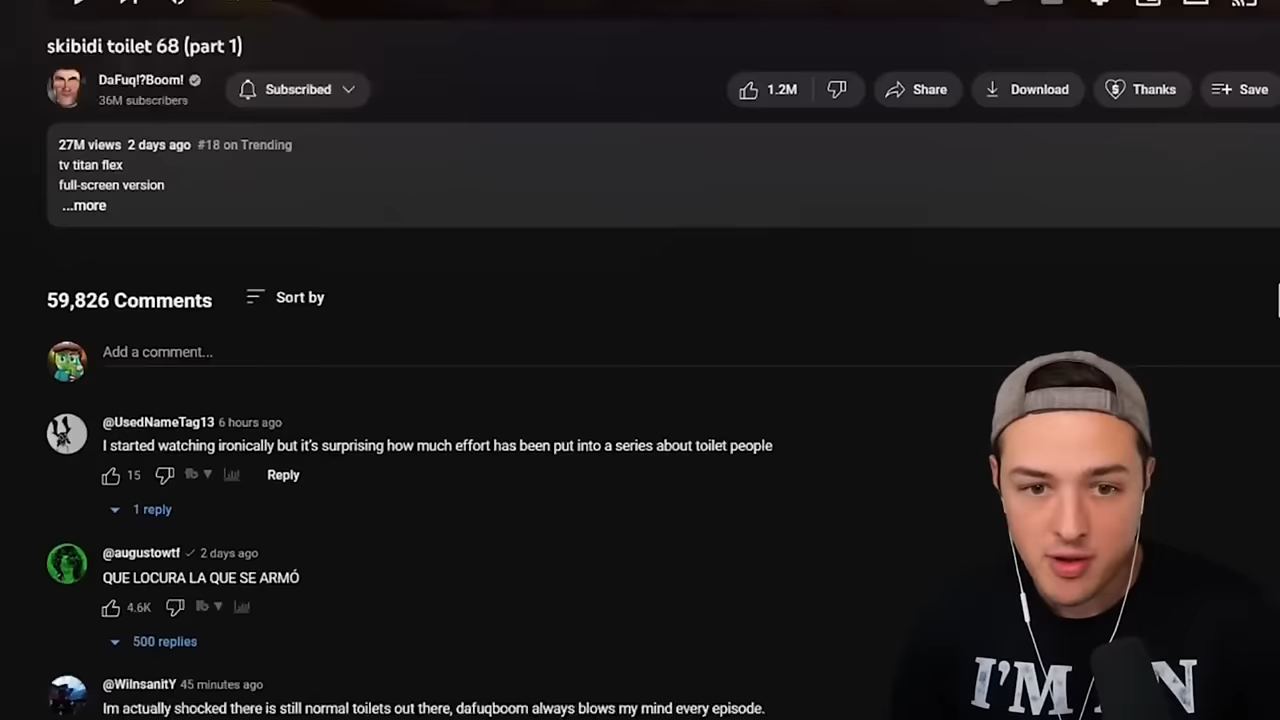 skibidi toilet 68 (part 1)
DaFuq!?Boom!
36M subscribers
Subscribed
1.2M
Share
Download
Thanks
Save
27M views 2 days ago #18 on Trending
tv titan flex
full-screen version
...more
59,826 Comments
Sort by
Add a comment...
@UsedNameTag13 6 hours ago
I started watching ironically but it's surprising how much effort has been put into a series about toilet people
15
Reply
1 reply
@augustowtf 2 days ago
QUE LOCURA LA QUE SE ARMÓ
4.6K
500 replies
@WilnsanitY 45 minutes ago
Im actually shocked there is still normal toilets out there, dafuqboom always blows my mind every episode.
I'M